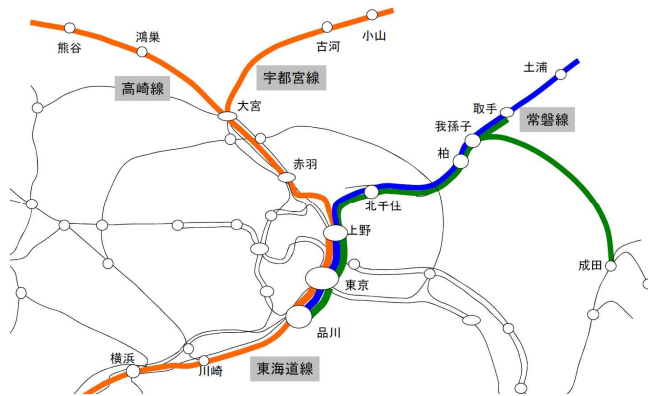 小山
古河
鴻巣
熊谷
宇都宮線
高崎線
土浦
大宮
取手
常磐線
我孫子
柏
赤羽
北千住
上野
成田
東京
品川
横浜
川崎
東海道線